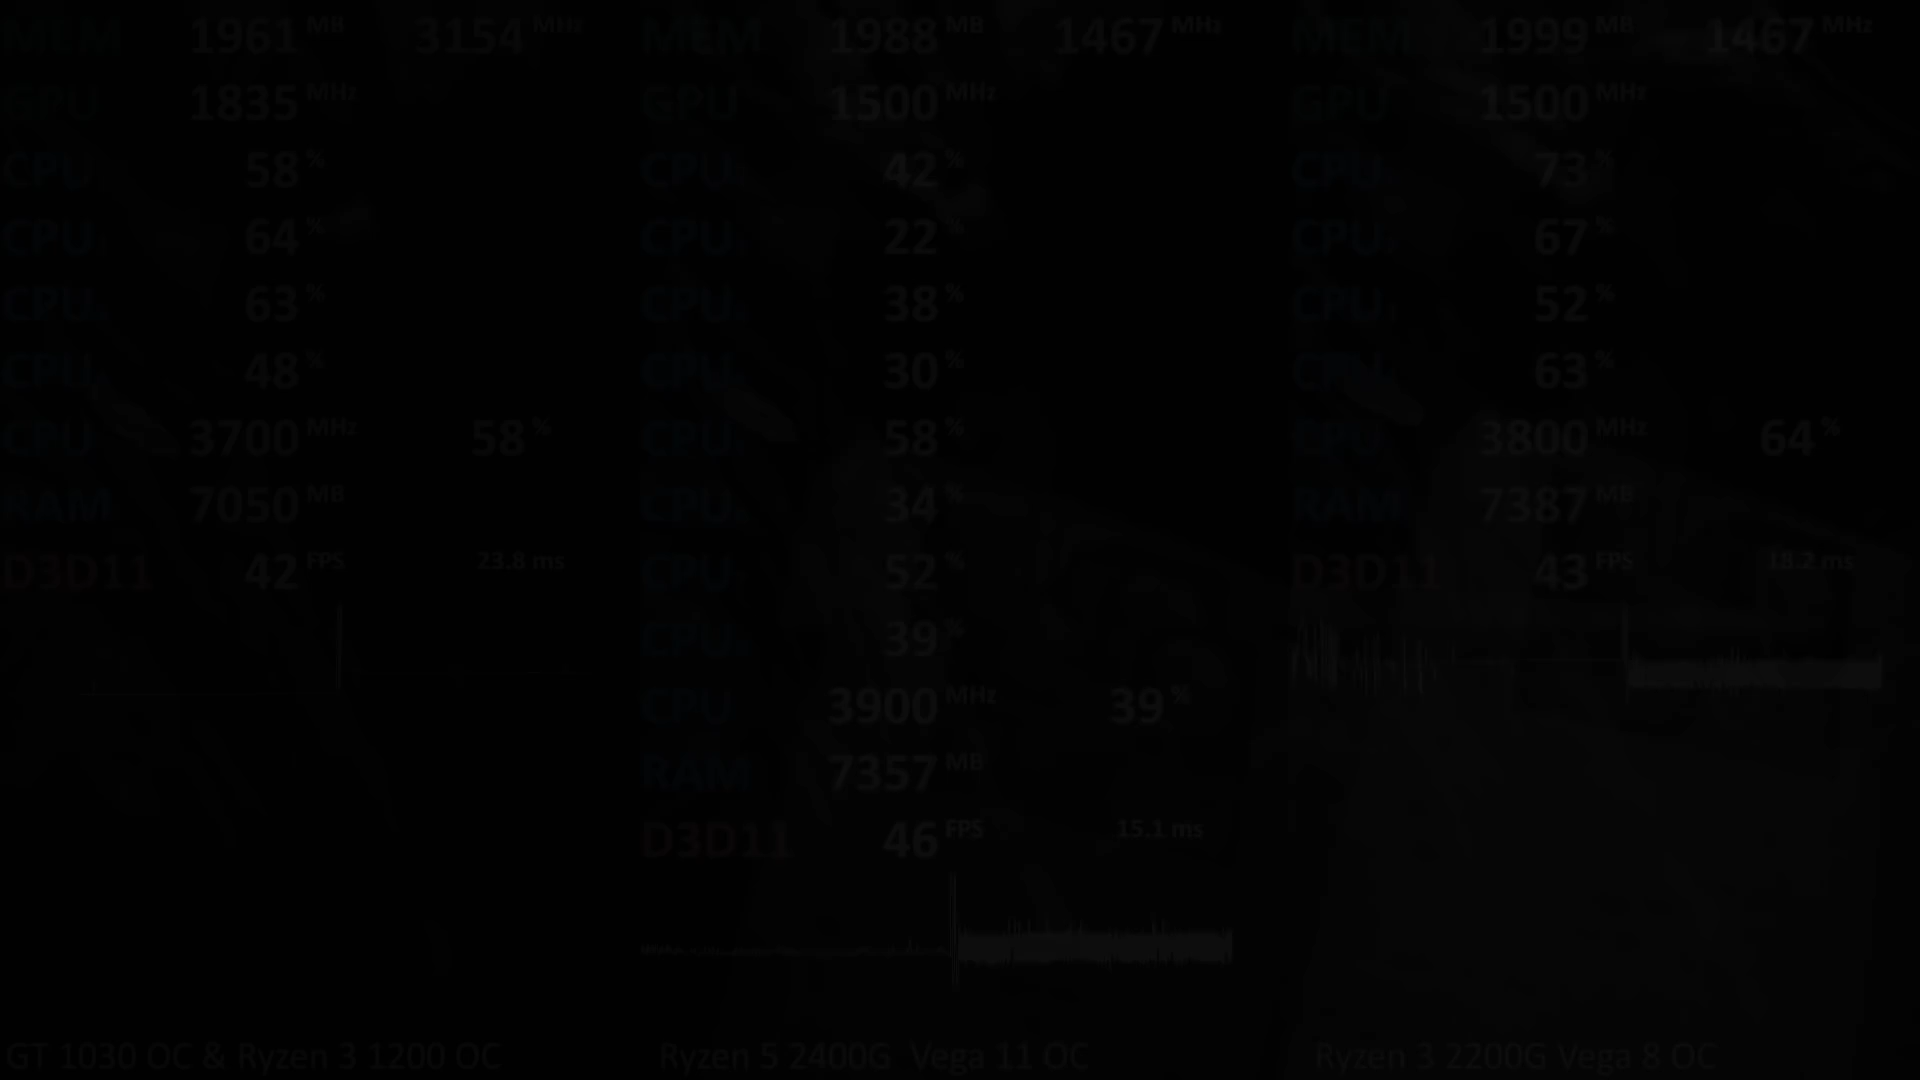 MEM 1961 MB 3154 MHz
GPU 1835 MHz
CPU 58 %
CPU 64 %
CPU 63 %
CPU 48 %
CPU 3700 MHz 58 %
RAM 7050 MB
D3D11 42 FPS 23.8 ms
GT 1030 OC & Ryzen 3 1200 OC
MEM 1988 MB 1467 MHz
GPU 1500 MHz
CPU 42 %
CPU 22 %
CPU 38 %
CPU 30 %
CPU 58 %
CPU 34 %
CPU 52 %
CPU 39 %
CPU 3900 MHz 39 %
RAM 7357 MB
D3D11 46 FPS 15.1 ms
Ryzen 5 2400G Vega 11 OC
MEM 1999 MB 1467 MHz
GPU 1500 MHz
CPU 73 %
CPU 67 %
CPU 52 %
CPU 63 %
CPU 3800 MHz 64 %
RAM 7387 MB
D3D11 43 FPS 18.2 ms
Ryzen 3 2200G Vega 8 OC